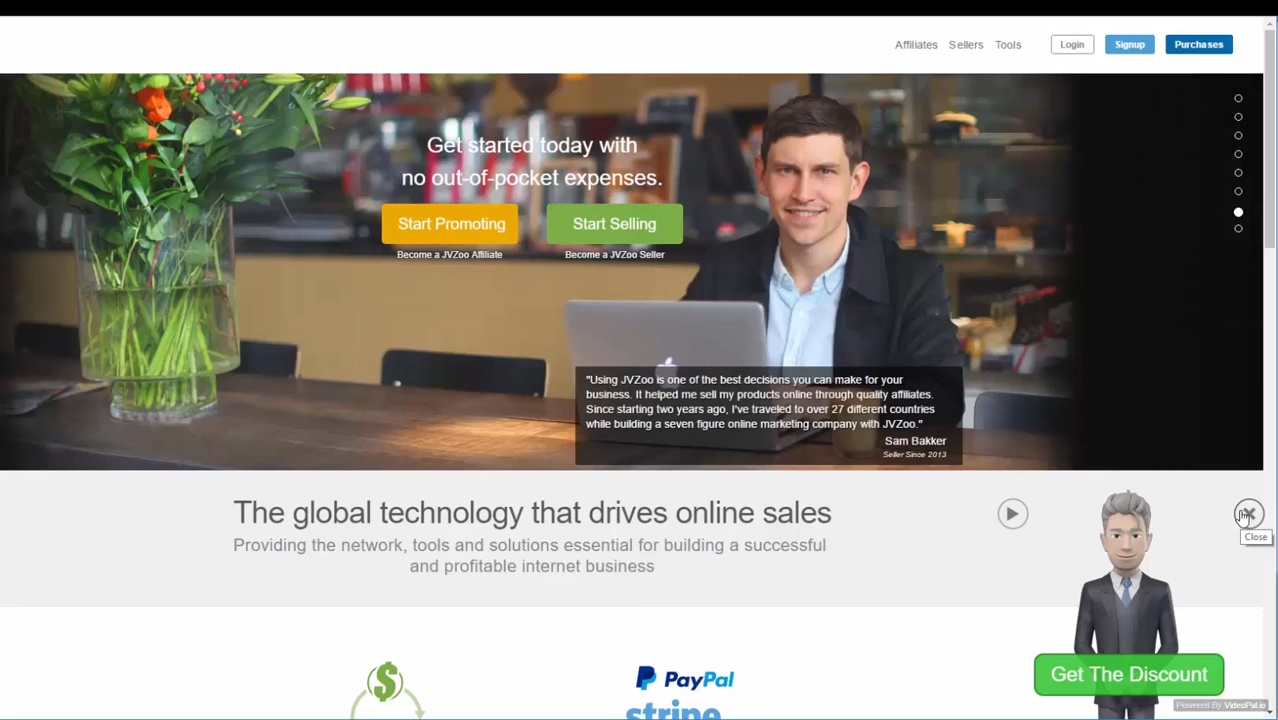 Affiliates Sellers Tools Login Signup Purchases
Get started today with
no out-of-pocket expenses.
Start Promoting Start Selling
Become a JVZoo Affiliate Become a JVZoo Seller
"Using JVZoo is one of the best decisions you can make for your
business. It helped me sell my products online through quality affiliates.
Since starting two years ago, I've traveled to over 27 different countries
while building a seven figure online marketing company with JVZoo."
Sam Bakker
Seller Since 2013
The global technology that drives online sales
Providing the network, tools and solutions essential for building a successful
and profitable internet business
Close
Get The Discount
PayPal
stripe
Powered By VideoPal.io